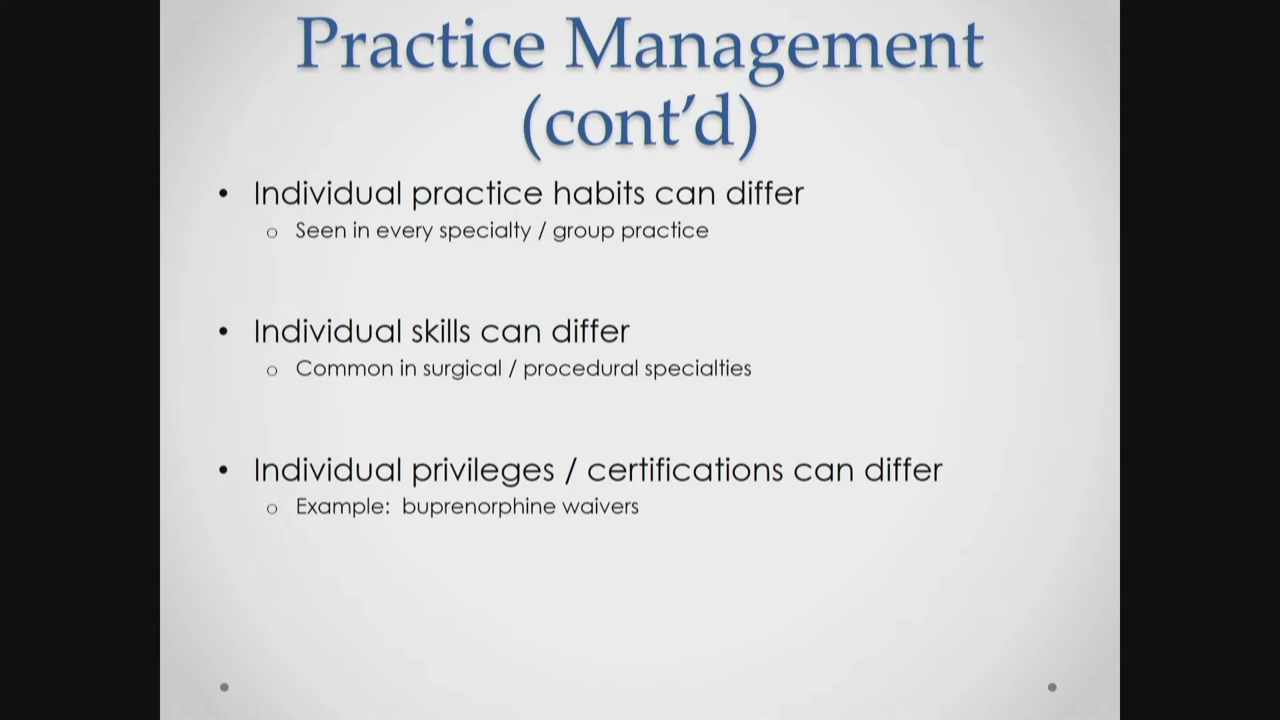 Practice Management
(cont’d)
• Individual practice habits can differ
o Seen in every specialty / group practice
• Individual skills can differ
o Common in surgical / procedural specialties
• Individual privileges / certifications can differ
o Example: buprenorphine waivers